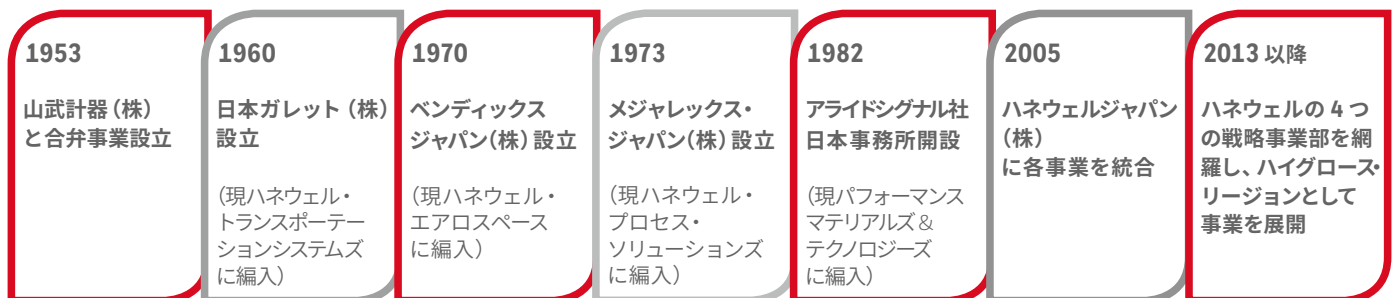 1953
山武計器（株）
と合弁事業設立
1960
日本ガレット（株）
設立
（現ハネウェル・
トランスポーテー
ションシステムズ
に編入）
1970
ベンディックス
ジャパン（株）設立
（現ハネウェル・
エアロスペース
に編入）
1973
メジャレックス・
ジャパン（株）設立
（現ハネウェル・
プロセス・
ソリューションズ
に編入）
1982
アライドシグナル社
日本事務所開設
（現パフォーマンス
マテリアルズ＆
テクノロジーズ
に編入）
2005
ハネウェルジャパン
（株）
に各事業を統合
2013 以降
ハネウェルの 4 つ
の戦略事業部を網
羅し、ハイグロース・
リージョンとして
事業を展開